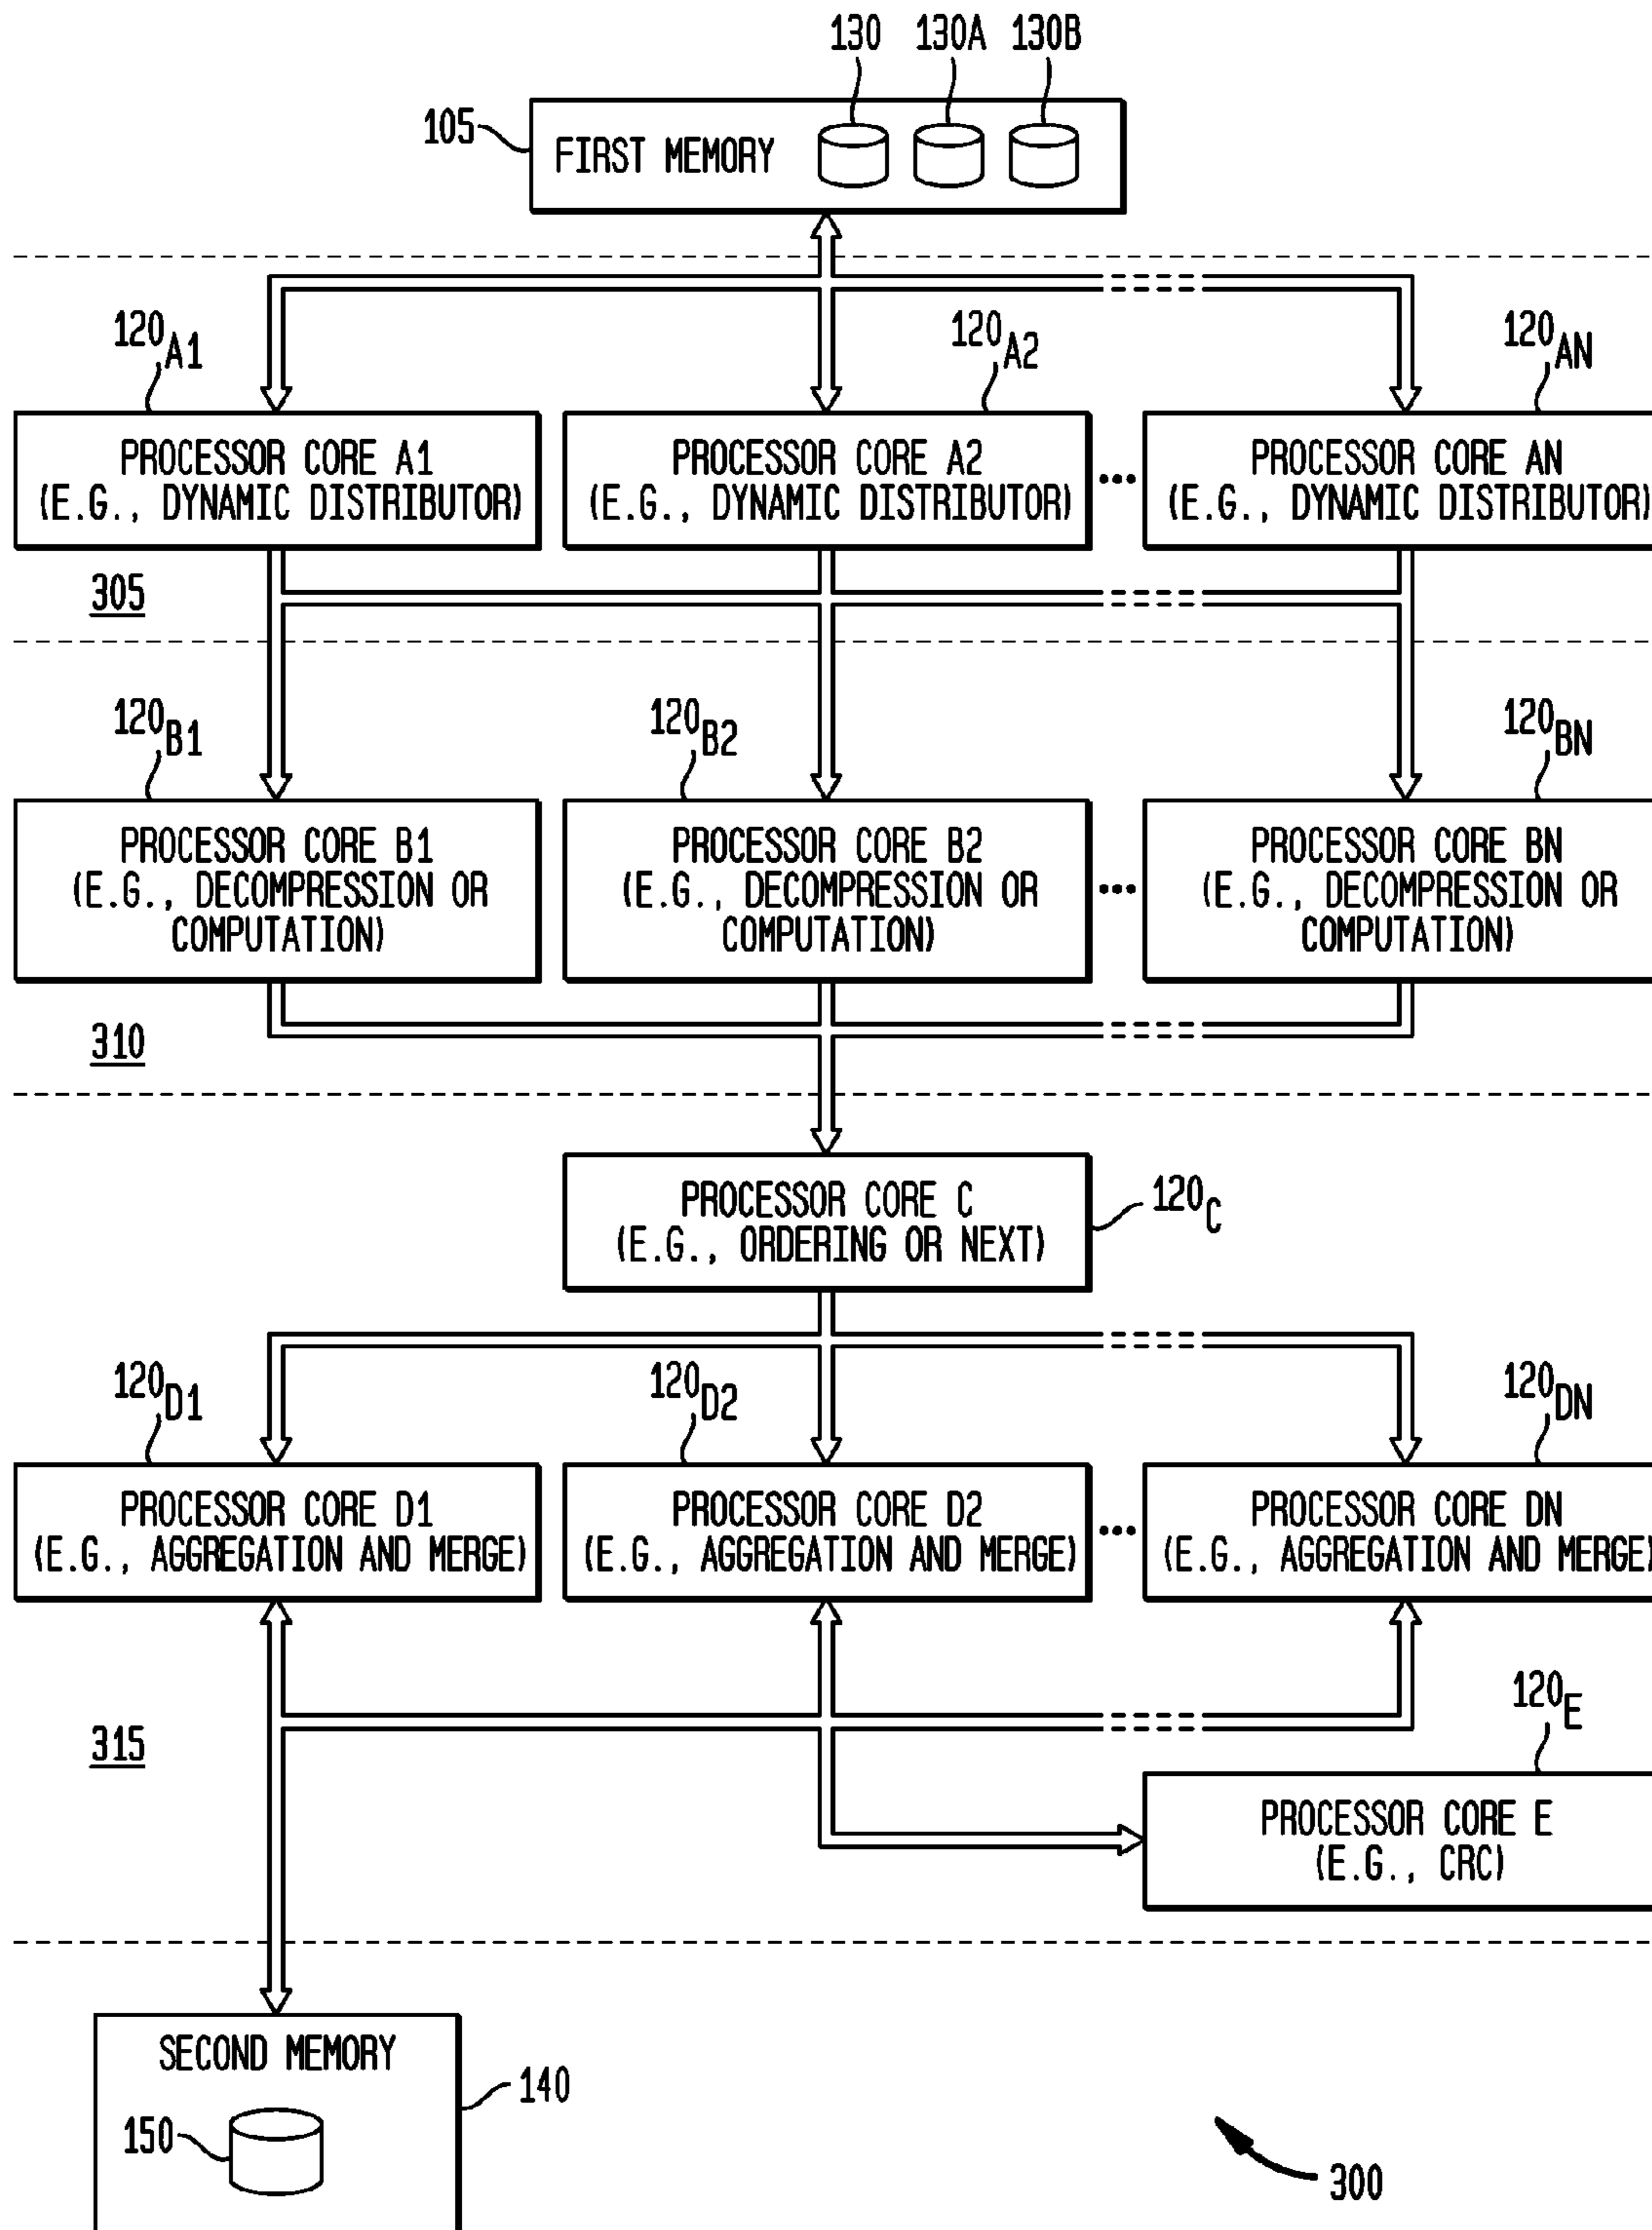 130 130A 130B
105
FIRST MEMORY
120A1 120A2 120AN
PROCESSOR CORE A1
(E.G., DYNAMIC DISTRIBUTOR)
PROCESSOR CORE A2
(E.G., DYNAMIC DISTRIBUTOR)
...
PROCESSOR CORE AN
(E.G., DYNAMIC DISTRIBUTOR)
305
120B1 120B2 120BN
PROCESSOR CORE B1
(E.G., DECOMPRESSION OR
COMPUTATION)
PROCESSOR CORE B2
(E.G., DECOMPRESSION OR
COMPUTATION)
...
PROCESSOR CORE BN
(E.G., DECOMPRESSION OR
COMPUTATION)
310
PROCESSOR CORE C
(E.G., ORDERING OR NEXT)
120C
120D1 120D2 120DN
PROCESSOR CORE D1
(E.G., AGGREGATION AND MERGE)
PROCESSOR CORE D2
(E.G., AGGREGATION AND MERGE)
...
PROCESSOR CORE DN
(E.G., AGGREGATION AND MERGE)
315
120E
PROCESSOR CORE E
(E.G., CRC)
SECOND MEMORY
140
150
300